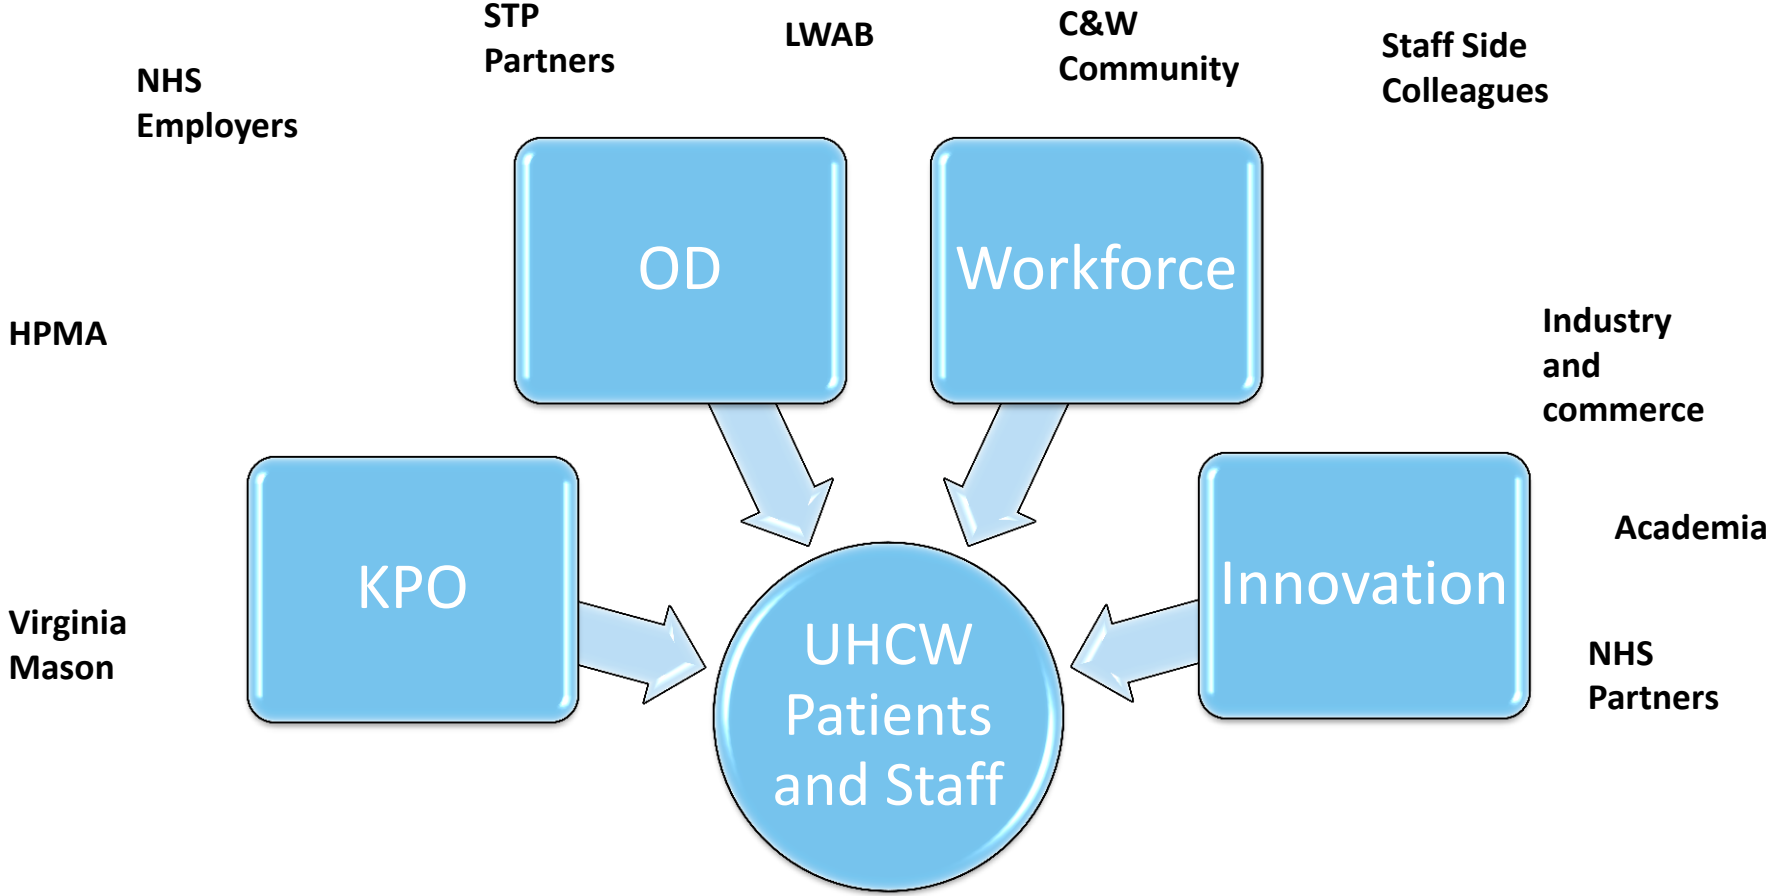 STP
Partners
LWAB
C&W
Community
Staff Side
Colleagues
NHS
Employers
OD
Workforce
HPMA
Industry
and
commerce
KPO
Innovation
Academia
Virginia
Mason
UHCW
Patients
and Staff
NHS
Partners